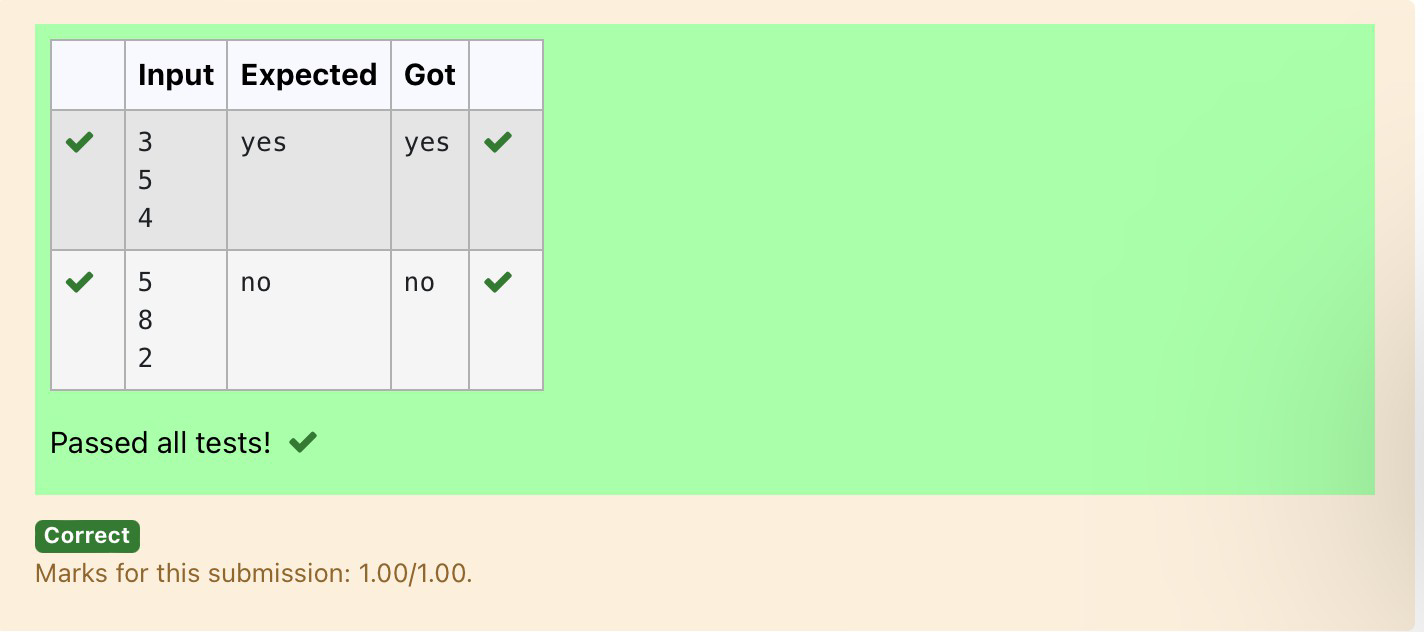 Input Expected Got
3 yes yes
5
4
5 no no
8
2
Passed all tests!
Correct
Marks for this submission: 1.00/1.00.